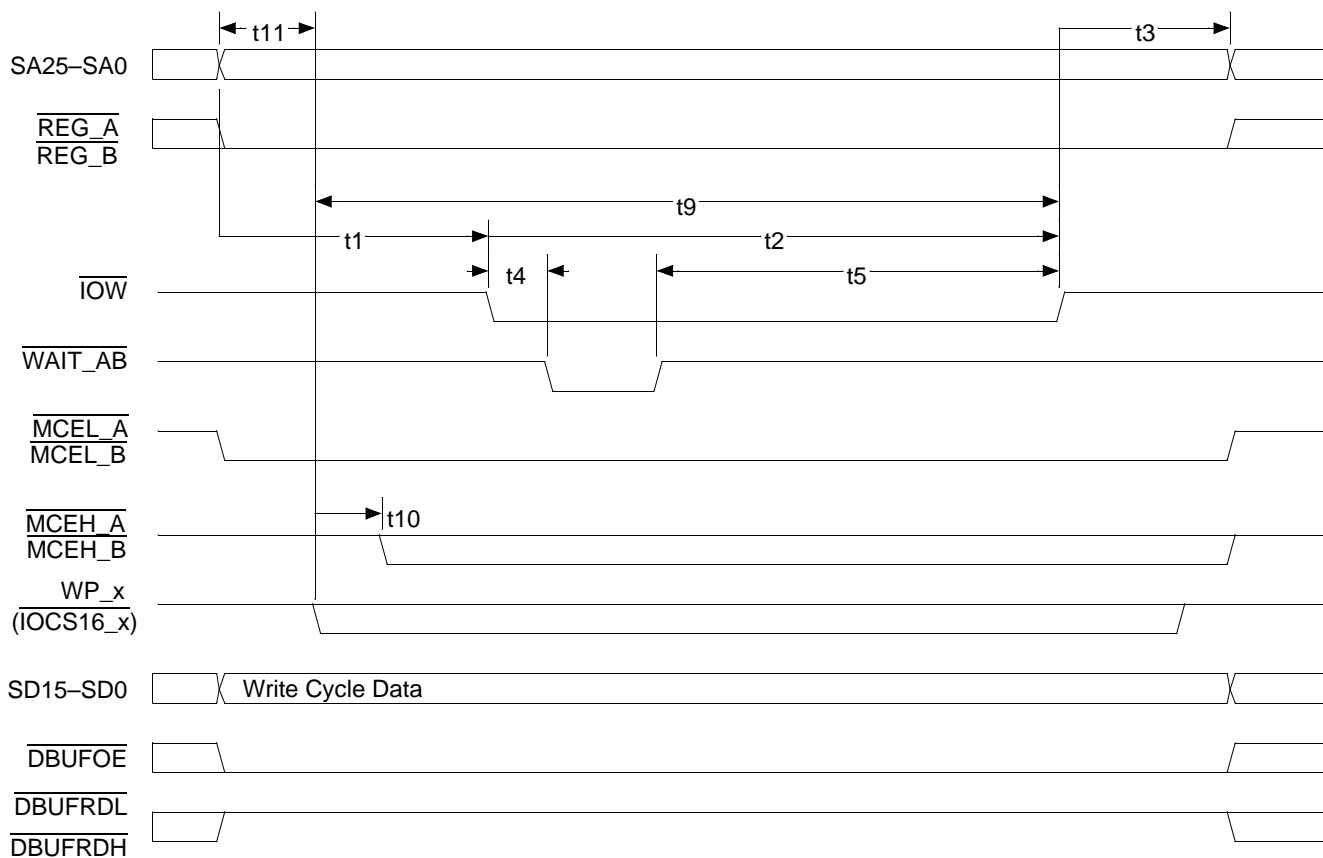 t11
t3
SA25–SA0
REG_A
REG_B
t9
t1
t2
t4
t5
IOW
WAIT_AB
MCEL_A
MCEL_B
t10
MCEH_A
MCEH_B
WP_x
(IOCS16_x)
SD15–SD0
Write Cycle Data
DBUFOE
DBUFRDL
DBUFRDH